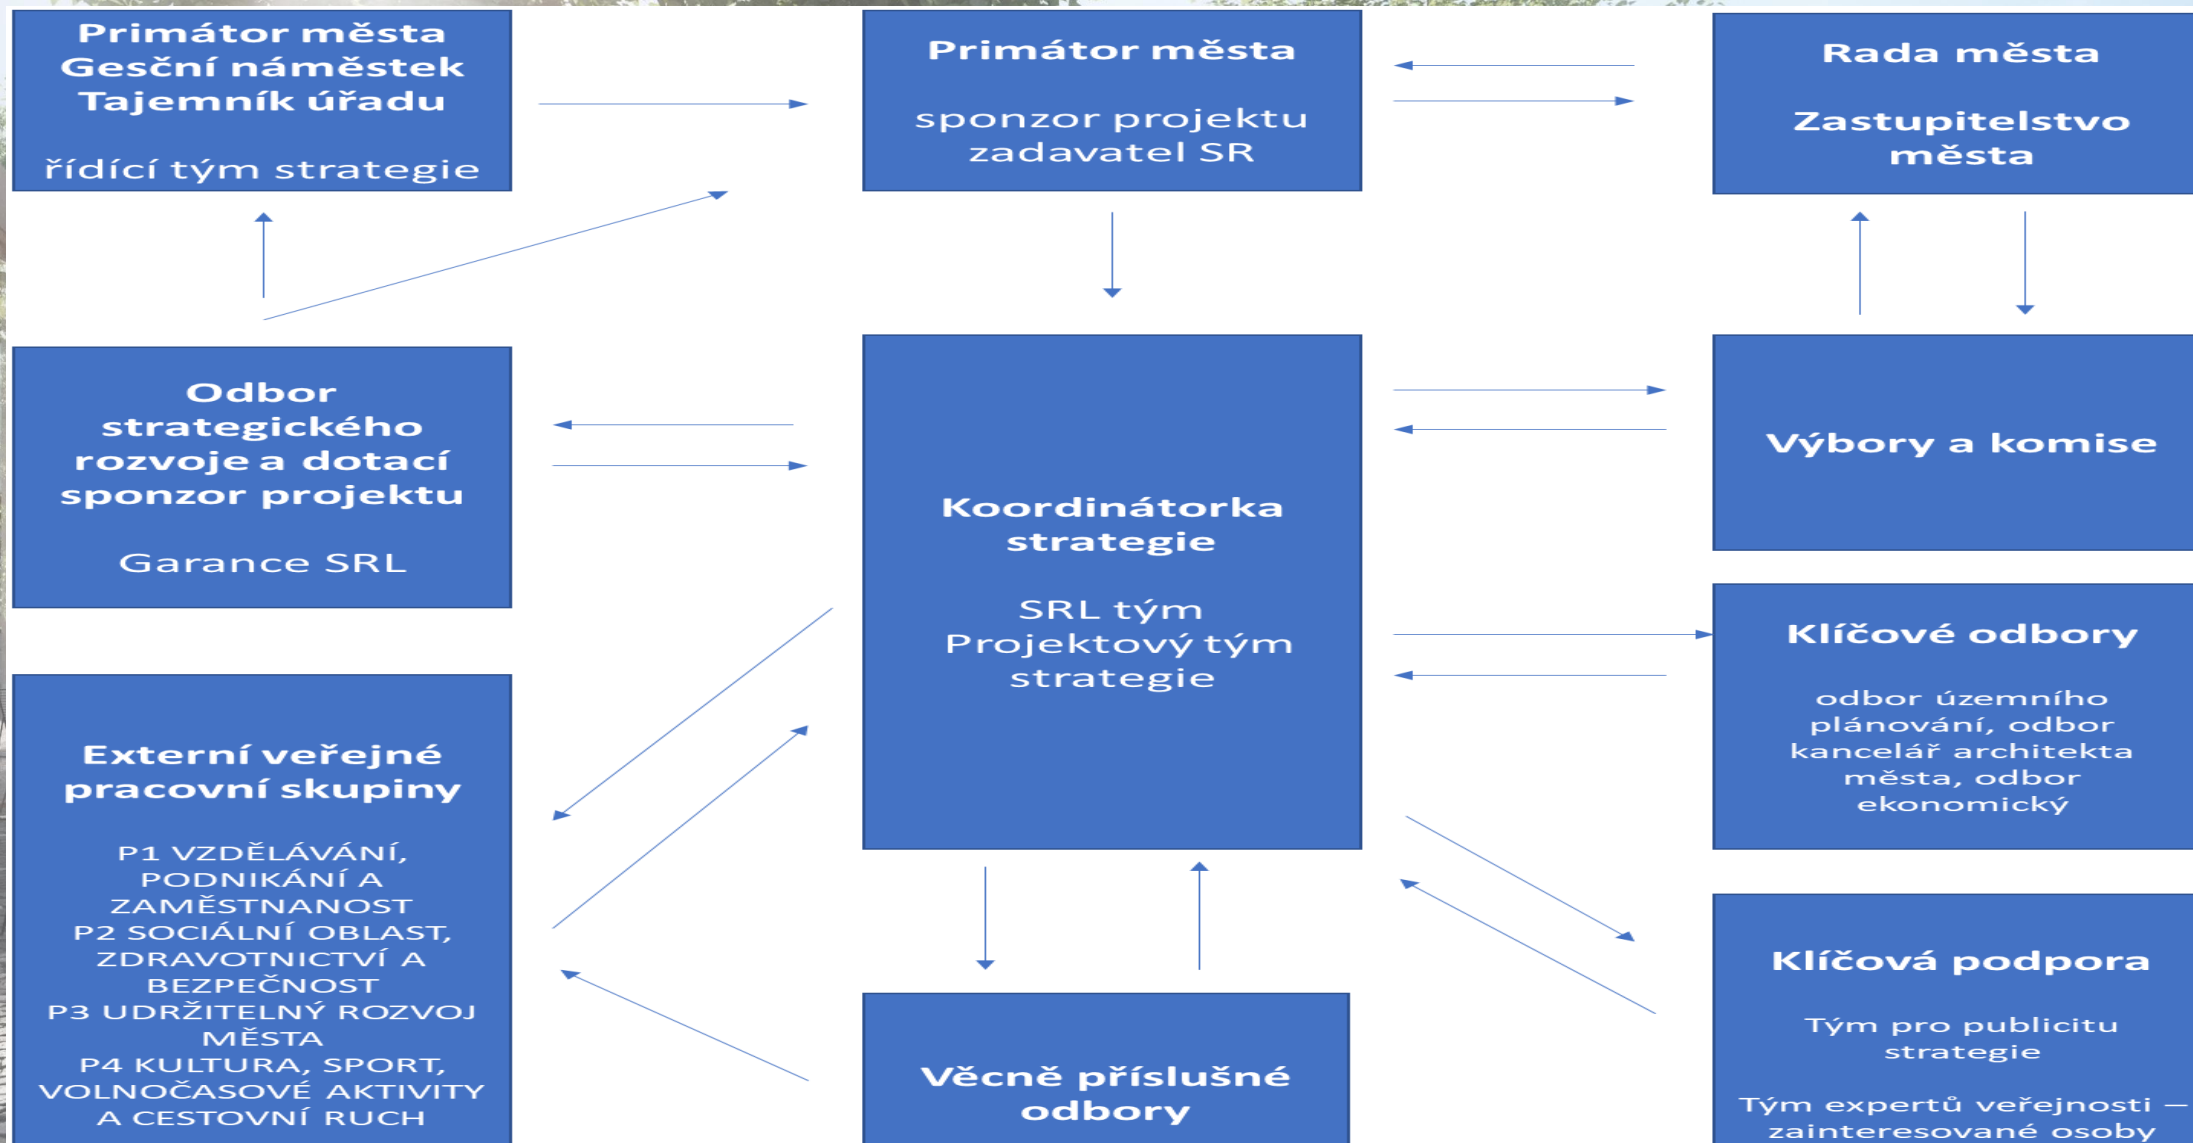 Primátor města
Gesční náměstek
Tajemník úřadu
řídící tým strategie
Primátor města
sponzor projektu
zadavatel SR
Rada města
Zastupitelstvo
města
Odbor
strategického
rozvoje a dotací
sponzor projektu
Garance SRL
Koordinátorka
strategie
SRL tým
Projektový tým
strategie
Výbory a komise
Klíčové odbory
odbor územního
plánování, odbor
kancelář architekta
města, odbor
ekonomický
Externí veřejné
pracovní skupiny
P1 VZDĚLÁVÁNÍ,
PODNIKÁNÍ A
ZAMĚSTNANOST
P2 SOCIÁLNÍ OBLAST,
ZDRAVOTNICTVÍ A
BEZPEČNOST
P3 UDRŽITELNÝ ROZVOJ
MĚSTA
P4 KULTURA, SPORT,
VOLNOČASOVÉ AKTIVITY
A CESTOVNÍ RUCH
Věcně příslušné
odbory
Klíčová podpora
Tým pro publicitu
strategie
Tým expertů veřejnosti –
zainteresované osoby